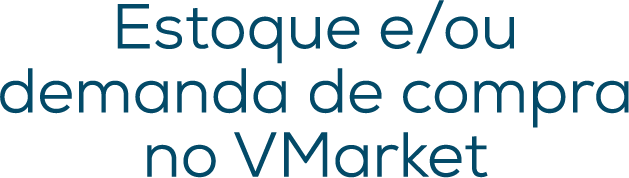 Estoque e/ou
demanda de compra
no VMarket